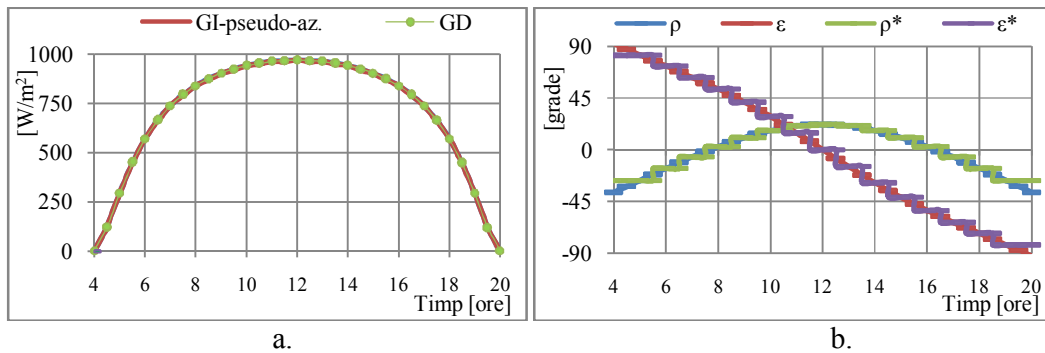 GI-pseudo-az. GD
[W/m²]
1000
750
500
250
0
4 6 8 10 12 14 16 18 20
Timp [ore]
a.
ρ ε ρ* ε*
[grade]
90
45
0
-45
-90
4 6 8 10 12 14 16 18 20
Timp [ore]
b.